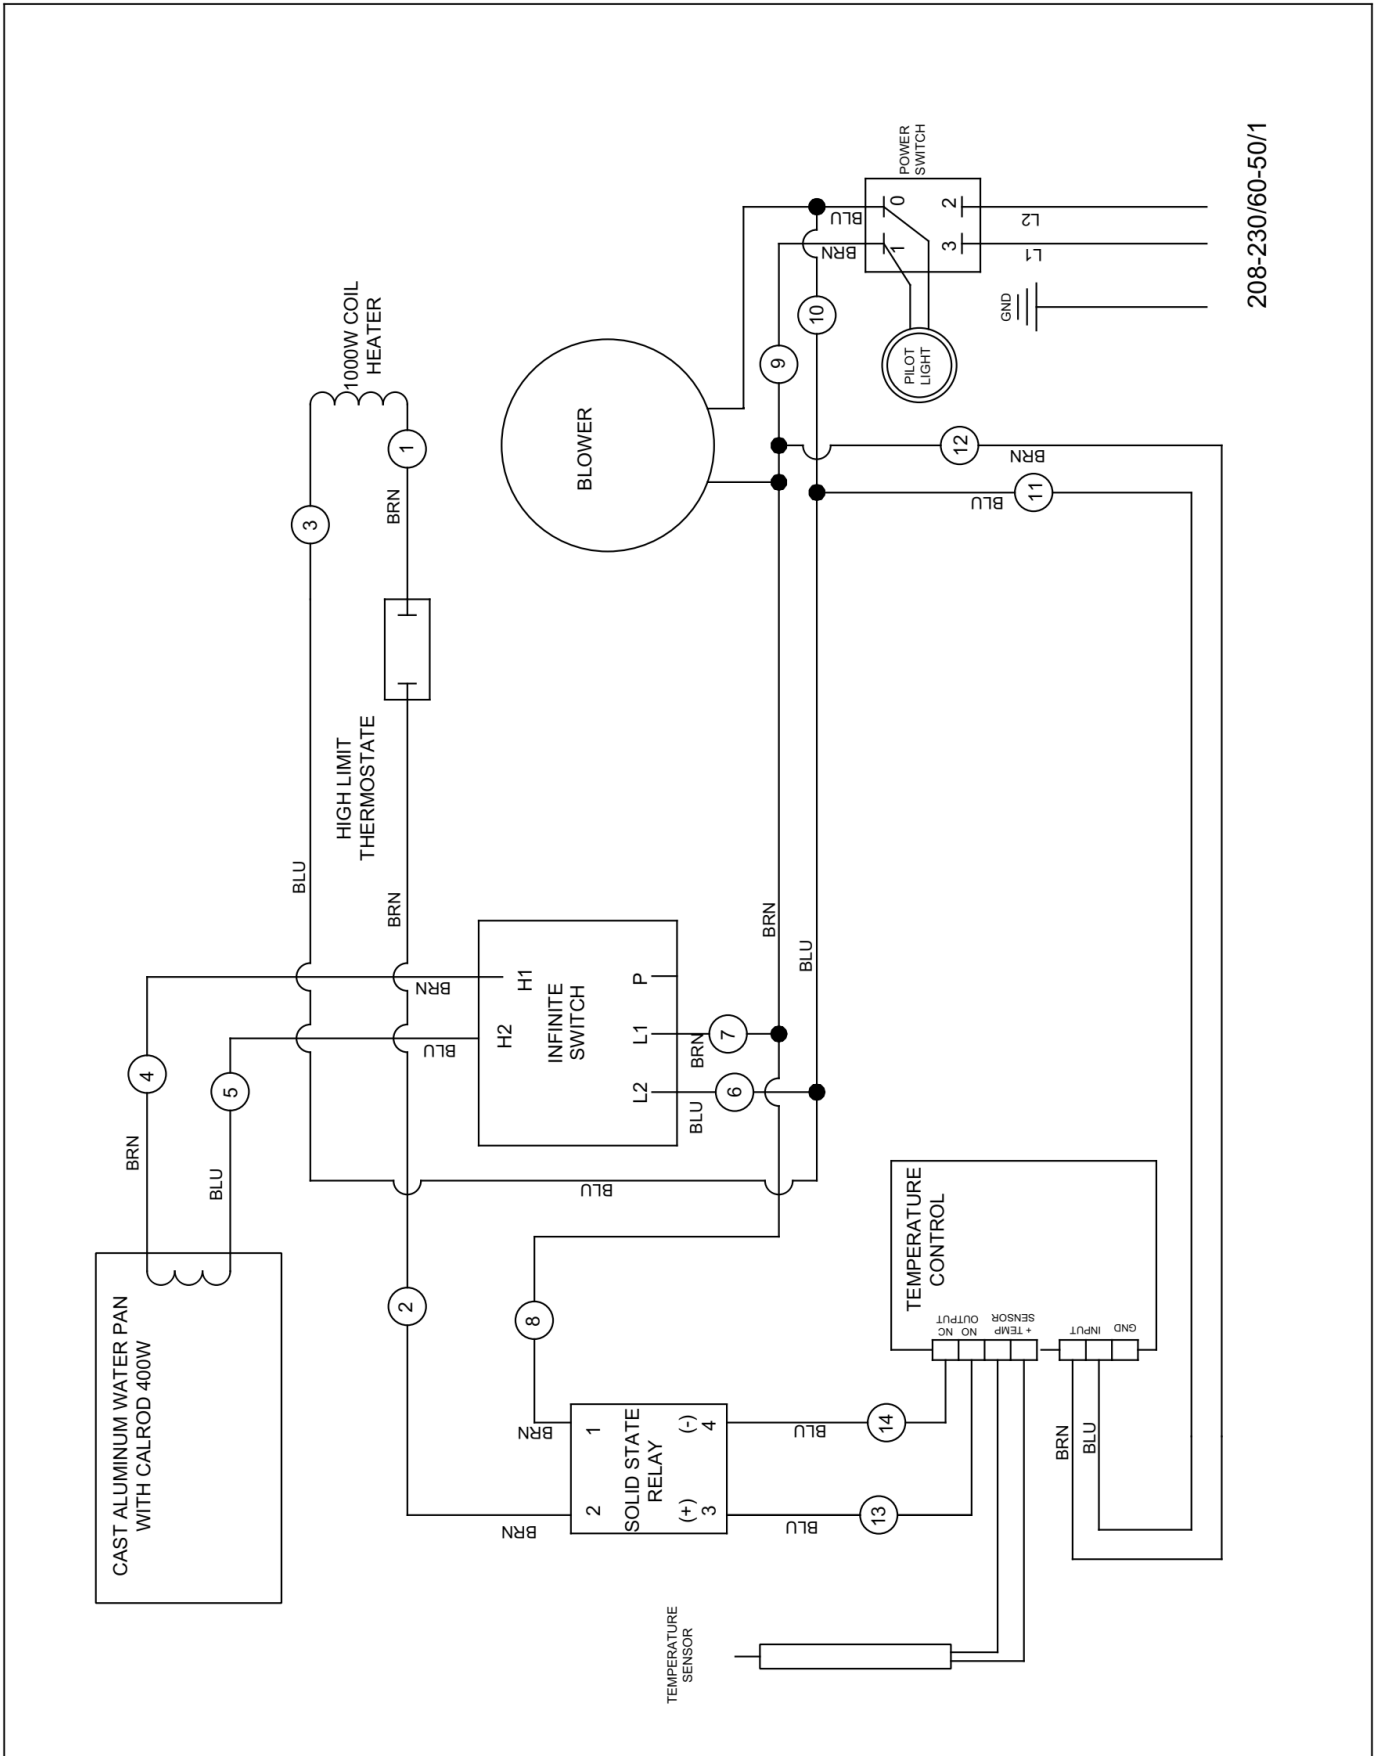 CAST ALUMINUM WATER PAN
WITH CALROD 400W
BRN
4
BLU
5
BLU
3
1000W COIL
HEATER
1
BRN
HIGH LIMIT
THERMOSTATE
BRN
2
BRN
BLU
H1
H2
INFINITE
SWITCH
P
L1
L2
BRN
7
BLU
6
BLU
BLOWER
BRN
BLU
9
10
BRN
BLU
POWER
SWITCH
0
1
2
3
L2
L1
GND
PILOT
LIGHT
208-230/60-50/1
12
BRN
11
BLU
8
BRN
BRN
1
2
SOLID STATE
RELAY
(-)
4
(+)
3
BLU
14
BLU
13
TEMPERATURE
CONTROL
NC
NO
OUTPUT
+ TEMP
SENSOR
INPUT
GND
BRN
BLU
TEMPERATURE
SENSOR